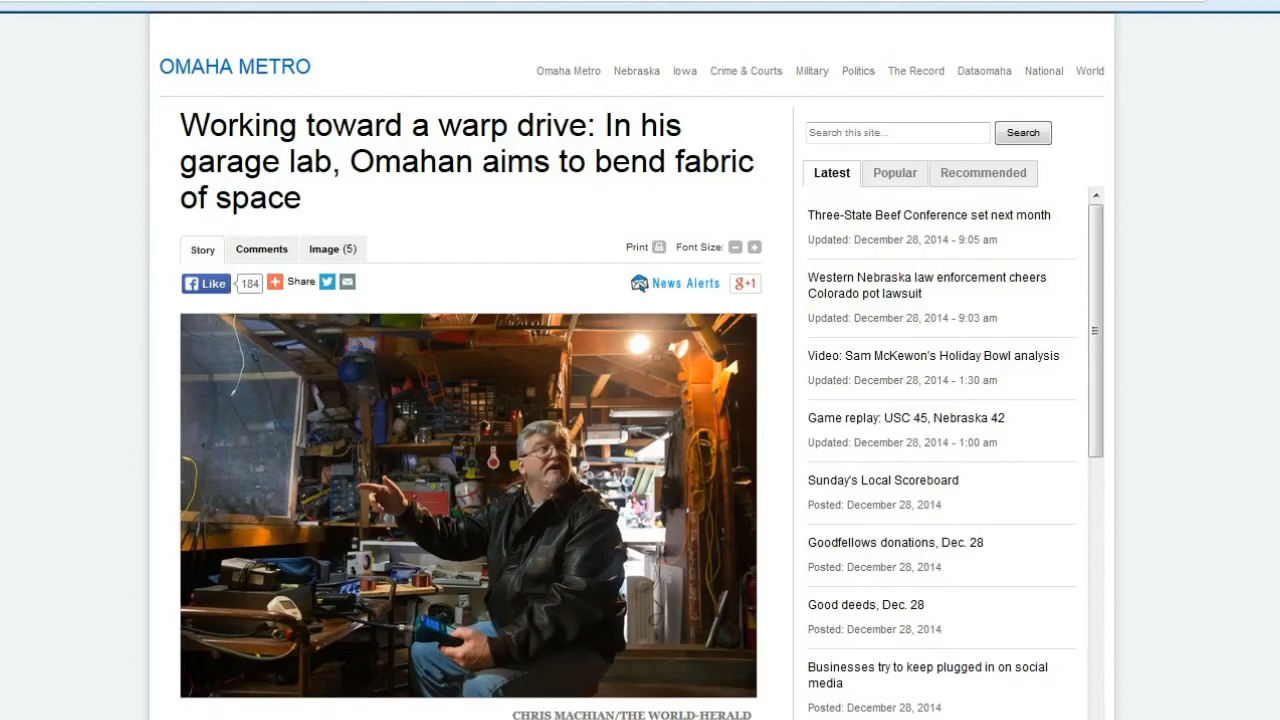 OMAHA METRO
Omaha Metro Nebraska Iowa Crime & Courts Military Politics The Record Dataomaha National World
Working toward a warp drive: In his
garage lab, Omahan aims to bend fabric
of space
Story Comments Image (5)
Print Font Size:
Like 184 Share
News Alerts
g+1
CHRIS MACHIAN/THE WORLD-HERALD
Search this site... Search
Latest Popular Recommended
Three-State Beef Conference set next month
Updated: December 28, 2014 - 9:05 am
Western Nebraska law enforcement cheers
Colorado pot lawsuit
Updated: December 28, 2014 - 9:03 am
Video: Sam McKewon's Holiday Bowl analysis
Updated: December 28, 2014 - 1:30 am
Game replay: USC 45, Nebraska 42
Updated: December 28, 2014 - 1:00 am
Sunday's Local Scoreboard
Posted: December 28, 2014
Goodfellows donations, Dec. 28
Posted: December 28, 2014
Good deeds, Dec. 28
Posted: December 28, 2014
Businesses try to keep plugged in on social
media
Posted: December 28, 2014